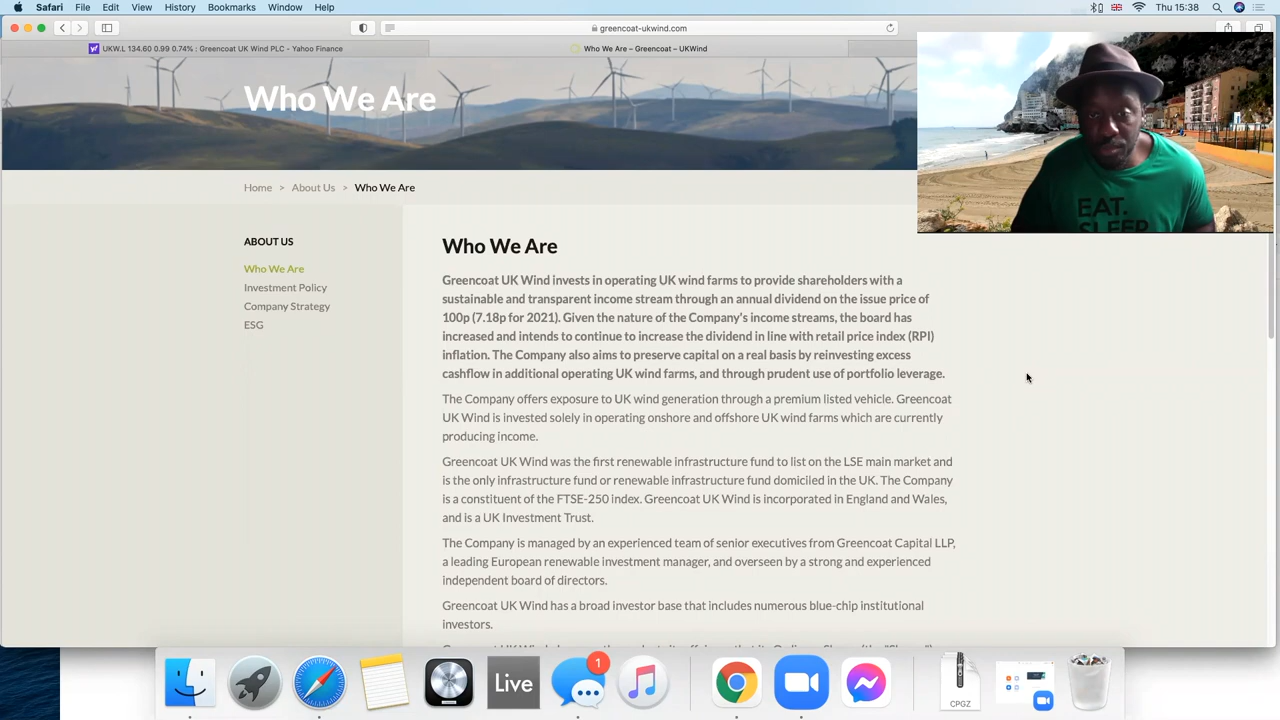 Safari File Edit View History Bookmarks Window Help Thu 15:38
greencoat-ukwind.com
UKW.L 134.60 0.99 0.74% : Greencoat UK Wind PLC - Yahoo Finance
Who We Are – Greencoat – UKWind
Who We Are
Home > About Us > Who We Are
ABOUT US
Who We Are
Investment Policy
Company Strategy
ESG
Who We Are
Greencoat UK Wind invests in operating UK wind farms to provide shareholders with a
sustainable and transparent income stream through an annual dividend on the issue price of
100p (7.18p for 2021). Given the nature of the Company's income streams, the board has
increased and intends to continue to increase the dividend in line with retail price index (RPI)
inflation. The Company also aims to preserve capital on a real basis by reinvesting excess
cashflow in additional operating UK wind farms, and through prudent use of portfolio leverage.
The Company offers exposure to UK wind generation through a premium listed vehicle. Greencoat
UK Wind is invested solely in operating onshore and offshore UK wind farms which are currently
producing income.
Greencoat UK Wind was the first renewable infrastructure fund to list on the LSE main market and
is the only infrastructure fund or renewable infrastructure fund domiciled in the UK. The Company
is a constituent of the FTSE-250 index. Greencoat UK Wind is incorporated in England and Wales,
and is a UK Investment Trust.
The Company is managed by an experienced team of senior executives from Greencoat Capital LLP,
a leading European renewable investment manager, and overseen by a strong and experienced
independent board of directors.
Greencoat UK Wind has a broad investor base that includes numerous blue-chip institutional
investors.
EAT.
SLEEP
1
Live
CPGZ